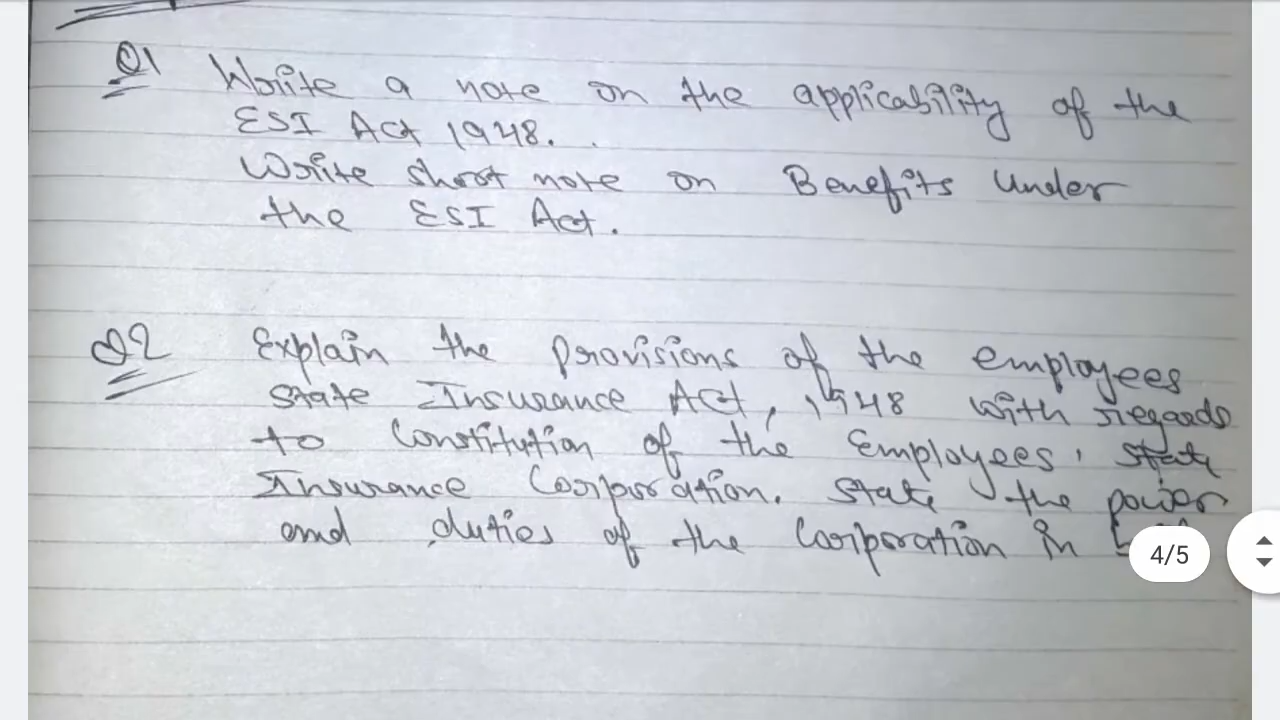 Q1 Write a note on the applicability of the
ESI Act 1948.
Write short note on Benefits under
the ESI Act.
Q2 Explain the provisions of the employees
state Insurance Act, 1948 with regards
to Constitution of the Employees' state
Insurance Corporation. State the power
and duties of the Corporation in
4/5